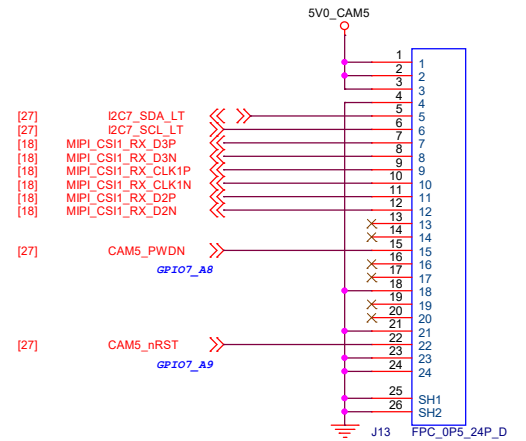 5V0_CAM5
1 1
2 2
3 3
4 4
[27] I2C7_SDA_LT 5 5
[27] I2C7_SCL_LT 6 6
[18] MIPI_CSI1_RX_D3P 7 7
[18] MIPI_CSI1_RX_D3N 8 8
[18] MIPI_CSI1_RX_CLK1P 9 9
[18] MIPI_CSI1_RX_CLK1N 10 10
[18] MIPI_CSI1_RX_D2P 11 11
[18] MIPI_CSI1_RX_D2N 12 12
13 13
14 14
[27] CAM5_PWDN 15 15
GPIO7_A8 16 16
17 17
18 18
19 19
20 20
21 21
[27] CAM5_nRST 22 22
23 23
GPIO7_A9 24 24
25 SH1
26 SH2
J13 FPC_0P5_24P_D